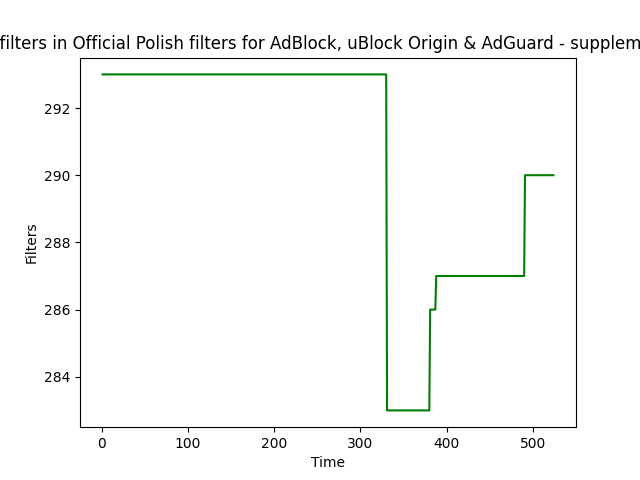 filters in Official Polish filters for AdBlock, uBlock Origin & AdGuard - supplem
292
290
288
286
284
Filters
0 100 200 300 400 500
Time